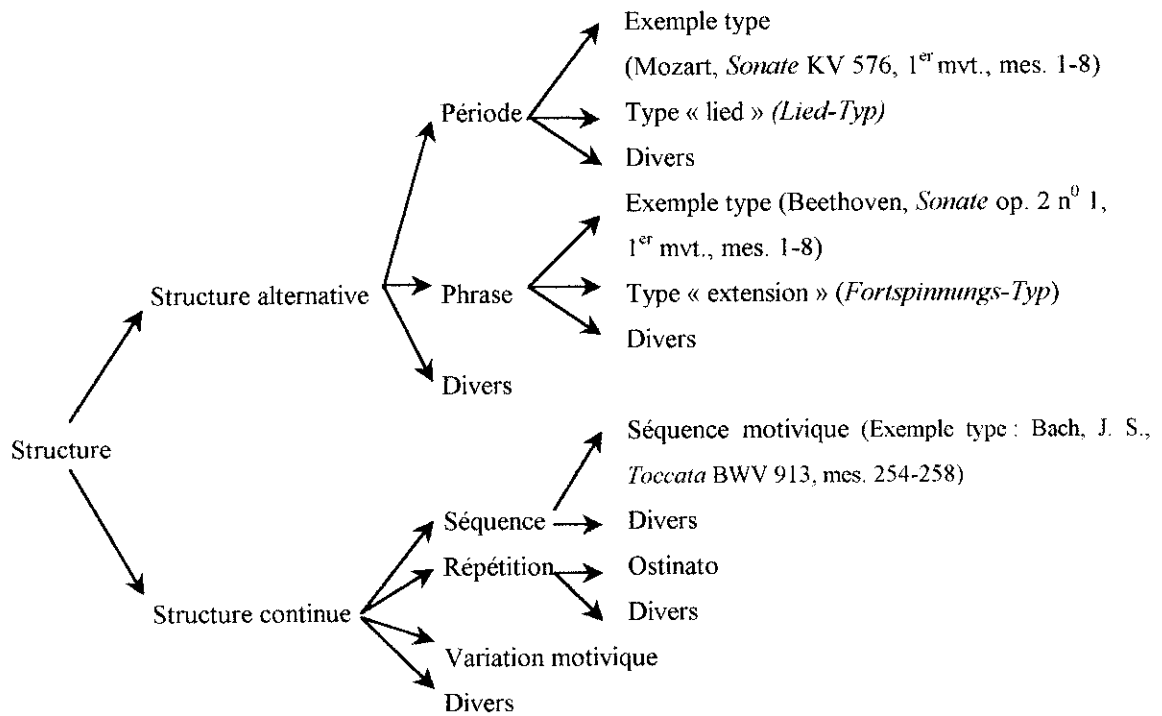 Exemple type
(Mozart, Sonate KV 576, 1er mvt., mes. 1-8)
Période
Type « lied » (Lied-Typ)
Divers
Exemple type (Beethoven, Sonate op. 2 n0 1,
1er mvt., mes. 1-8)
Structure alternative
Phrase
Type « extension » (Fortspinnungs-Typ)
Divers
Divers
Structure
Séquence motivique (Exemple type : Bach, J. S.,
Toccata BWV 913, mes. 254-258)
Séquence
Divers
Répétition
Ostinato
Structure continue
Divers
Variation motivique
Divers